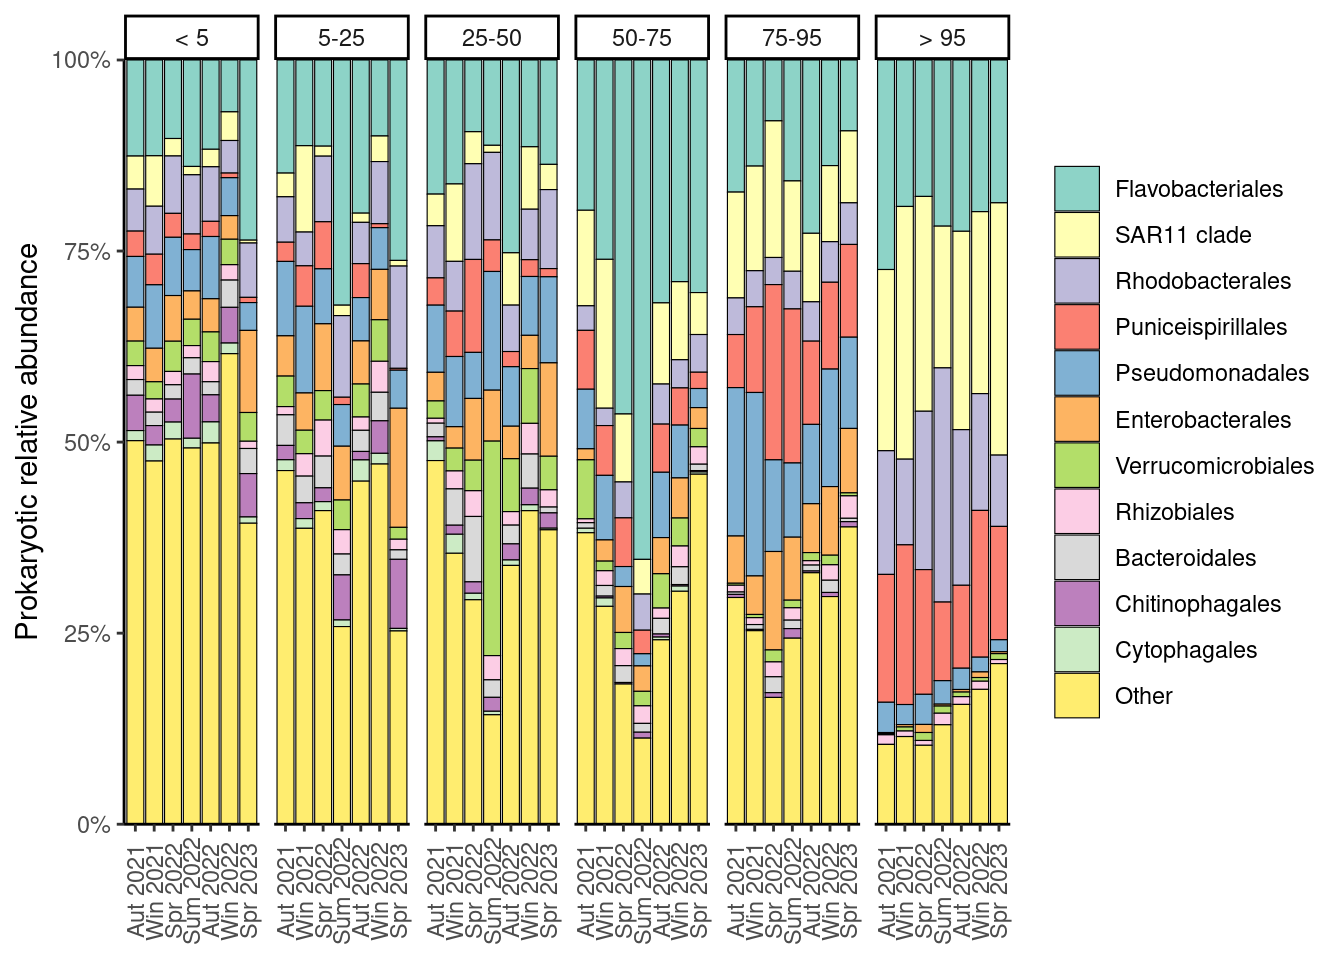 < 5
5-25
25-50
50-75
75-95
> 95
Prokaryotic relative abundance
100%
75%
50%
25%
0%
Aut 2021
Win 2021
Spr 2022
Sum 2022
Aut 2022
Win 2022
Spr 2023
Aut 2021
Win 2021
Spr 2022
Sum 2022
Aut 2022
Win 2022
Spr 2023
Aut 2021
Win 2021
Spr 2022
Sum 2022
Aut 2022
Win 2022
Spr 2023
Aut 2021
Win 2021
Spr 2022
Sum 2022
Aut 2022
Win 2022
Spr 2023
Aut 2021
Win 2021
Spr 2022
Sum 2022
Aut 2022
Win 2022
Spr 2023
Aut 2021
Win 2021
Spr 2022
Sum 2022
Aut 2022
Win 2022
Spr 2023
Flavobacteriales
SAR11 clade
Rhodobacterales
Puniceispirillales
Pseudomonadales
Enterobacterales
Verrucomicrobiales
Rhizobiales
Bacteroidales
Chitinophagales
Cytophagales
Other